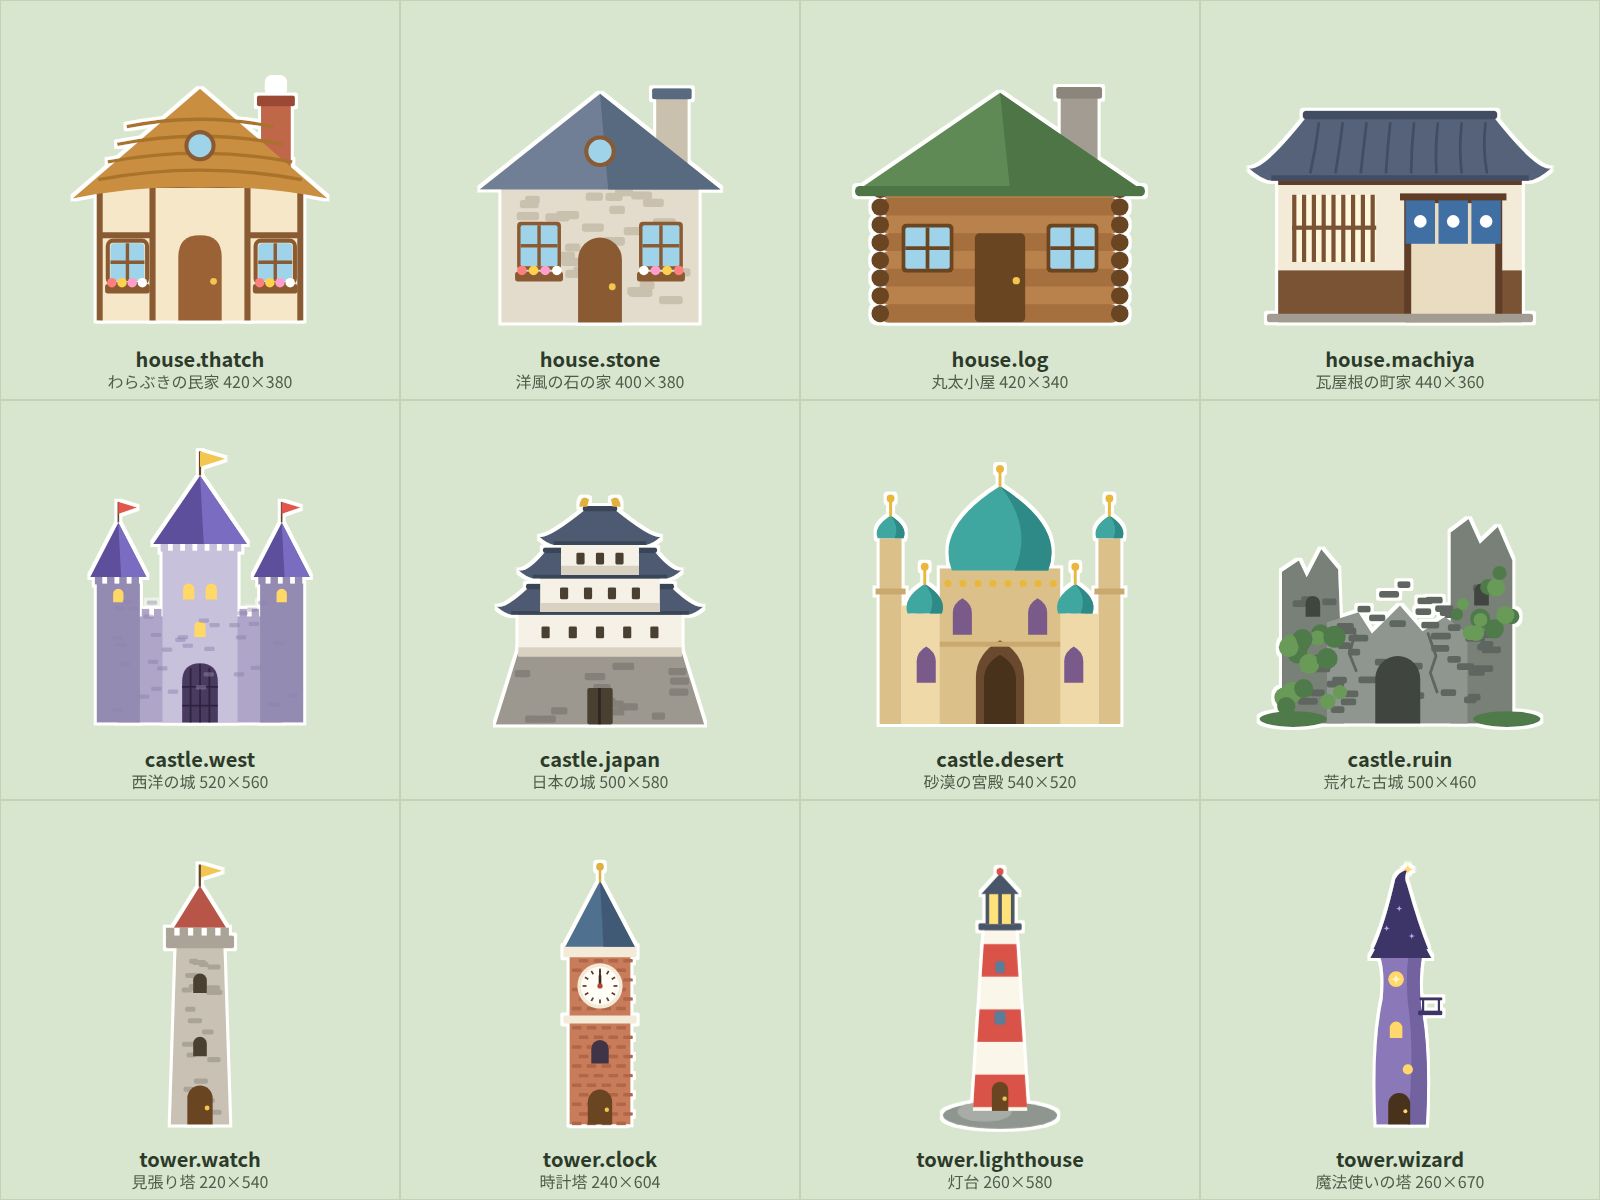 house.thatch
わらぶきの民家 420×380
house.stone
洋風の石の家 400×380
house.log
丸太小屋 420×340
house.machiya
瓦屋根の町家 440×360
castle.west
西洋の城 520×560
castle.japan
日本の城 500×580
castle.desert
砂漠の宮殿 540×520
castle.ruin
荒れた古城 500×460
tower.watch
見張り塔 220×540
tower.clock
時計塔 240×604
tower.lighthouse
灯台 260×580
tower.wizard
魔法使いの塔 260×670